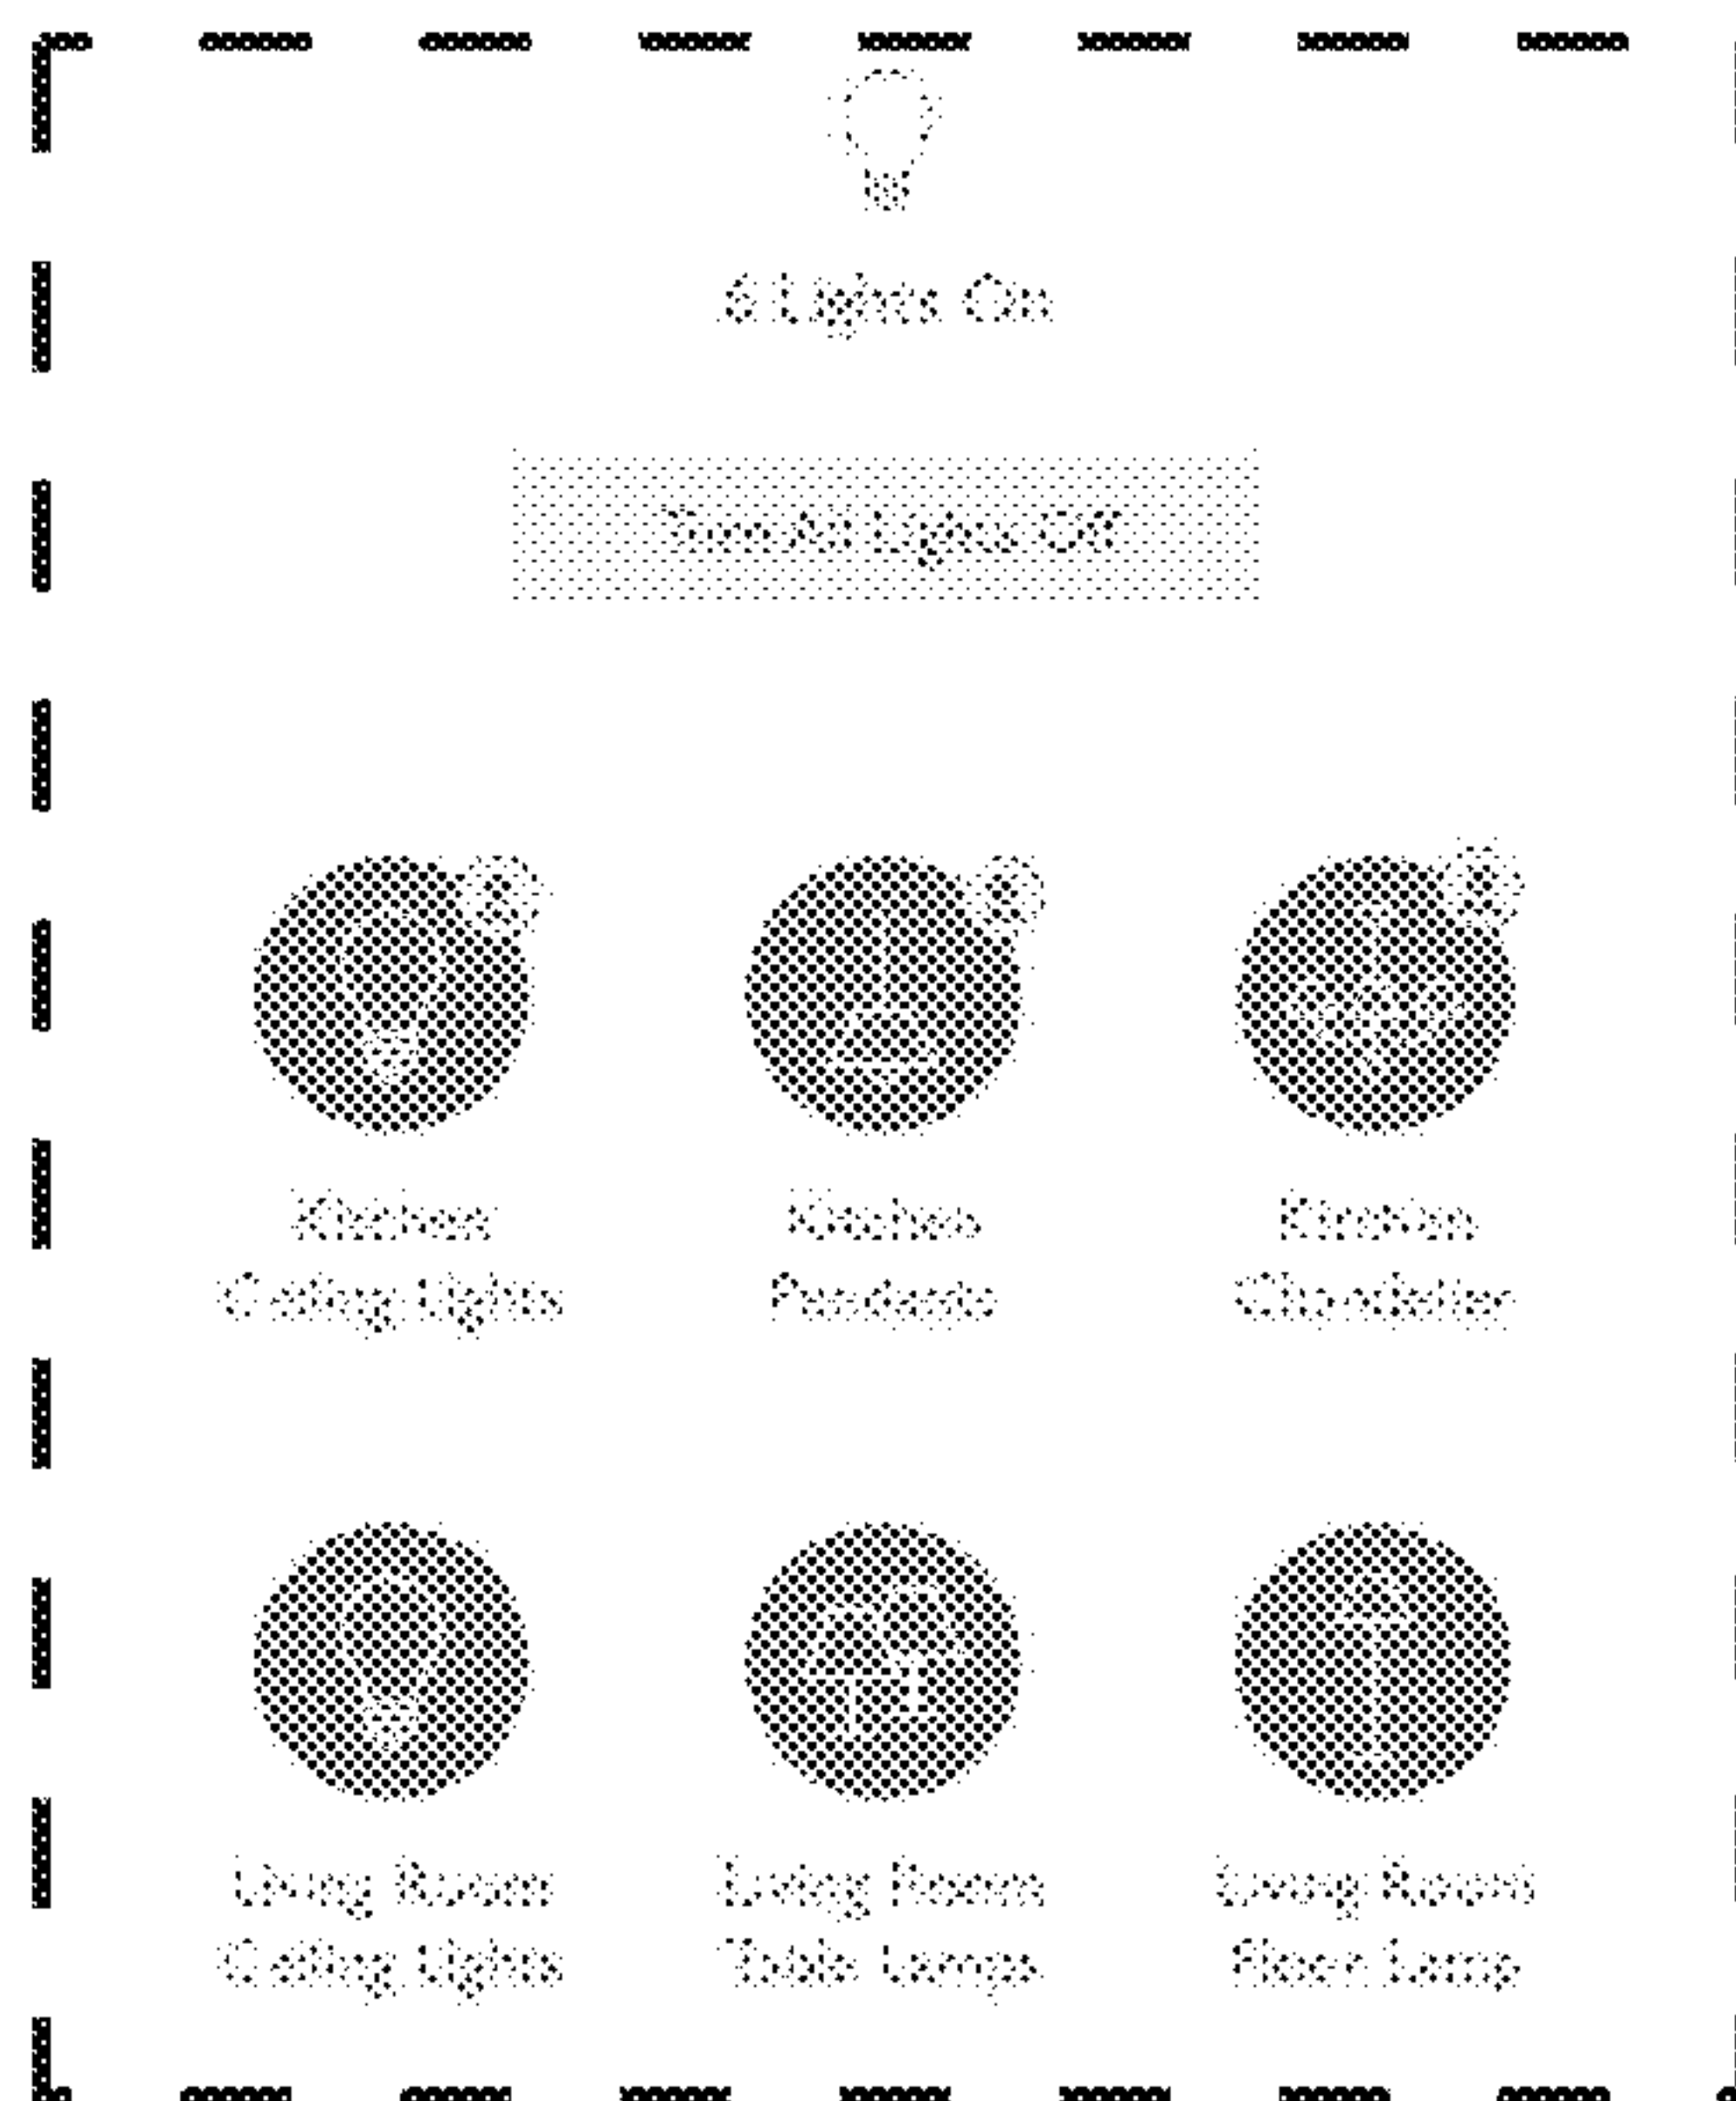 6 Lights On
Turn All Lights Off
Kitchen
Ceiling Lights
Kitchen
Pendants
Kitchen
Chandelier
Living Room
Ceiling Lights
Living Room
Table Lamps
Living Room
Floor Lamp